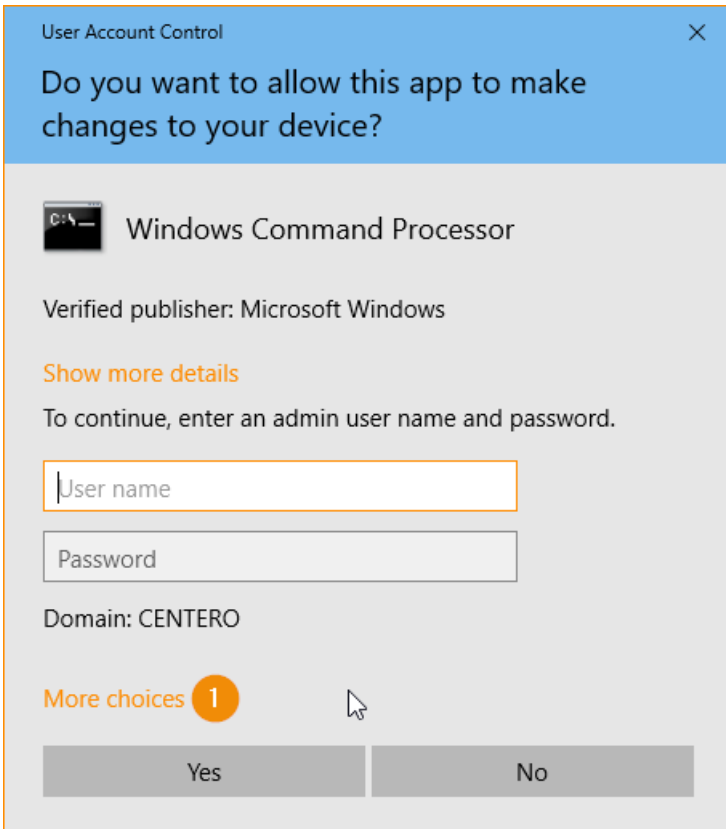 User Account Control
Do you want to allow this app to make
changes to your device?
C:\_
Windows Command Processor
Verified publisher: Microsoft Windows
Show more details
To continue, enter an admin user name and password.
User name
Password
Domain: CENTERO
More choices 1
Yes
No